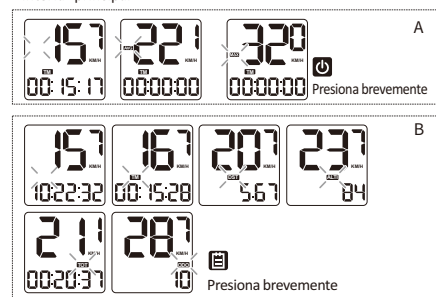 A
157 KM/H TM 00:15:17
AVG 221 KM/H TM 00:00:00
MAX 320 KM/H TM 00:00:00
Presiona brevemente
B
157 KM/H 10:22:32
167 KM/H TM 00:15:28
207 KM/H DST 5.67
237 KM/H ALTI 84
211 KM/H TOT 00:20:37
287 KM/H ODO 10
Presiona brevemente